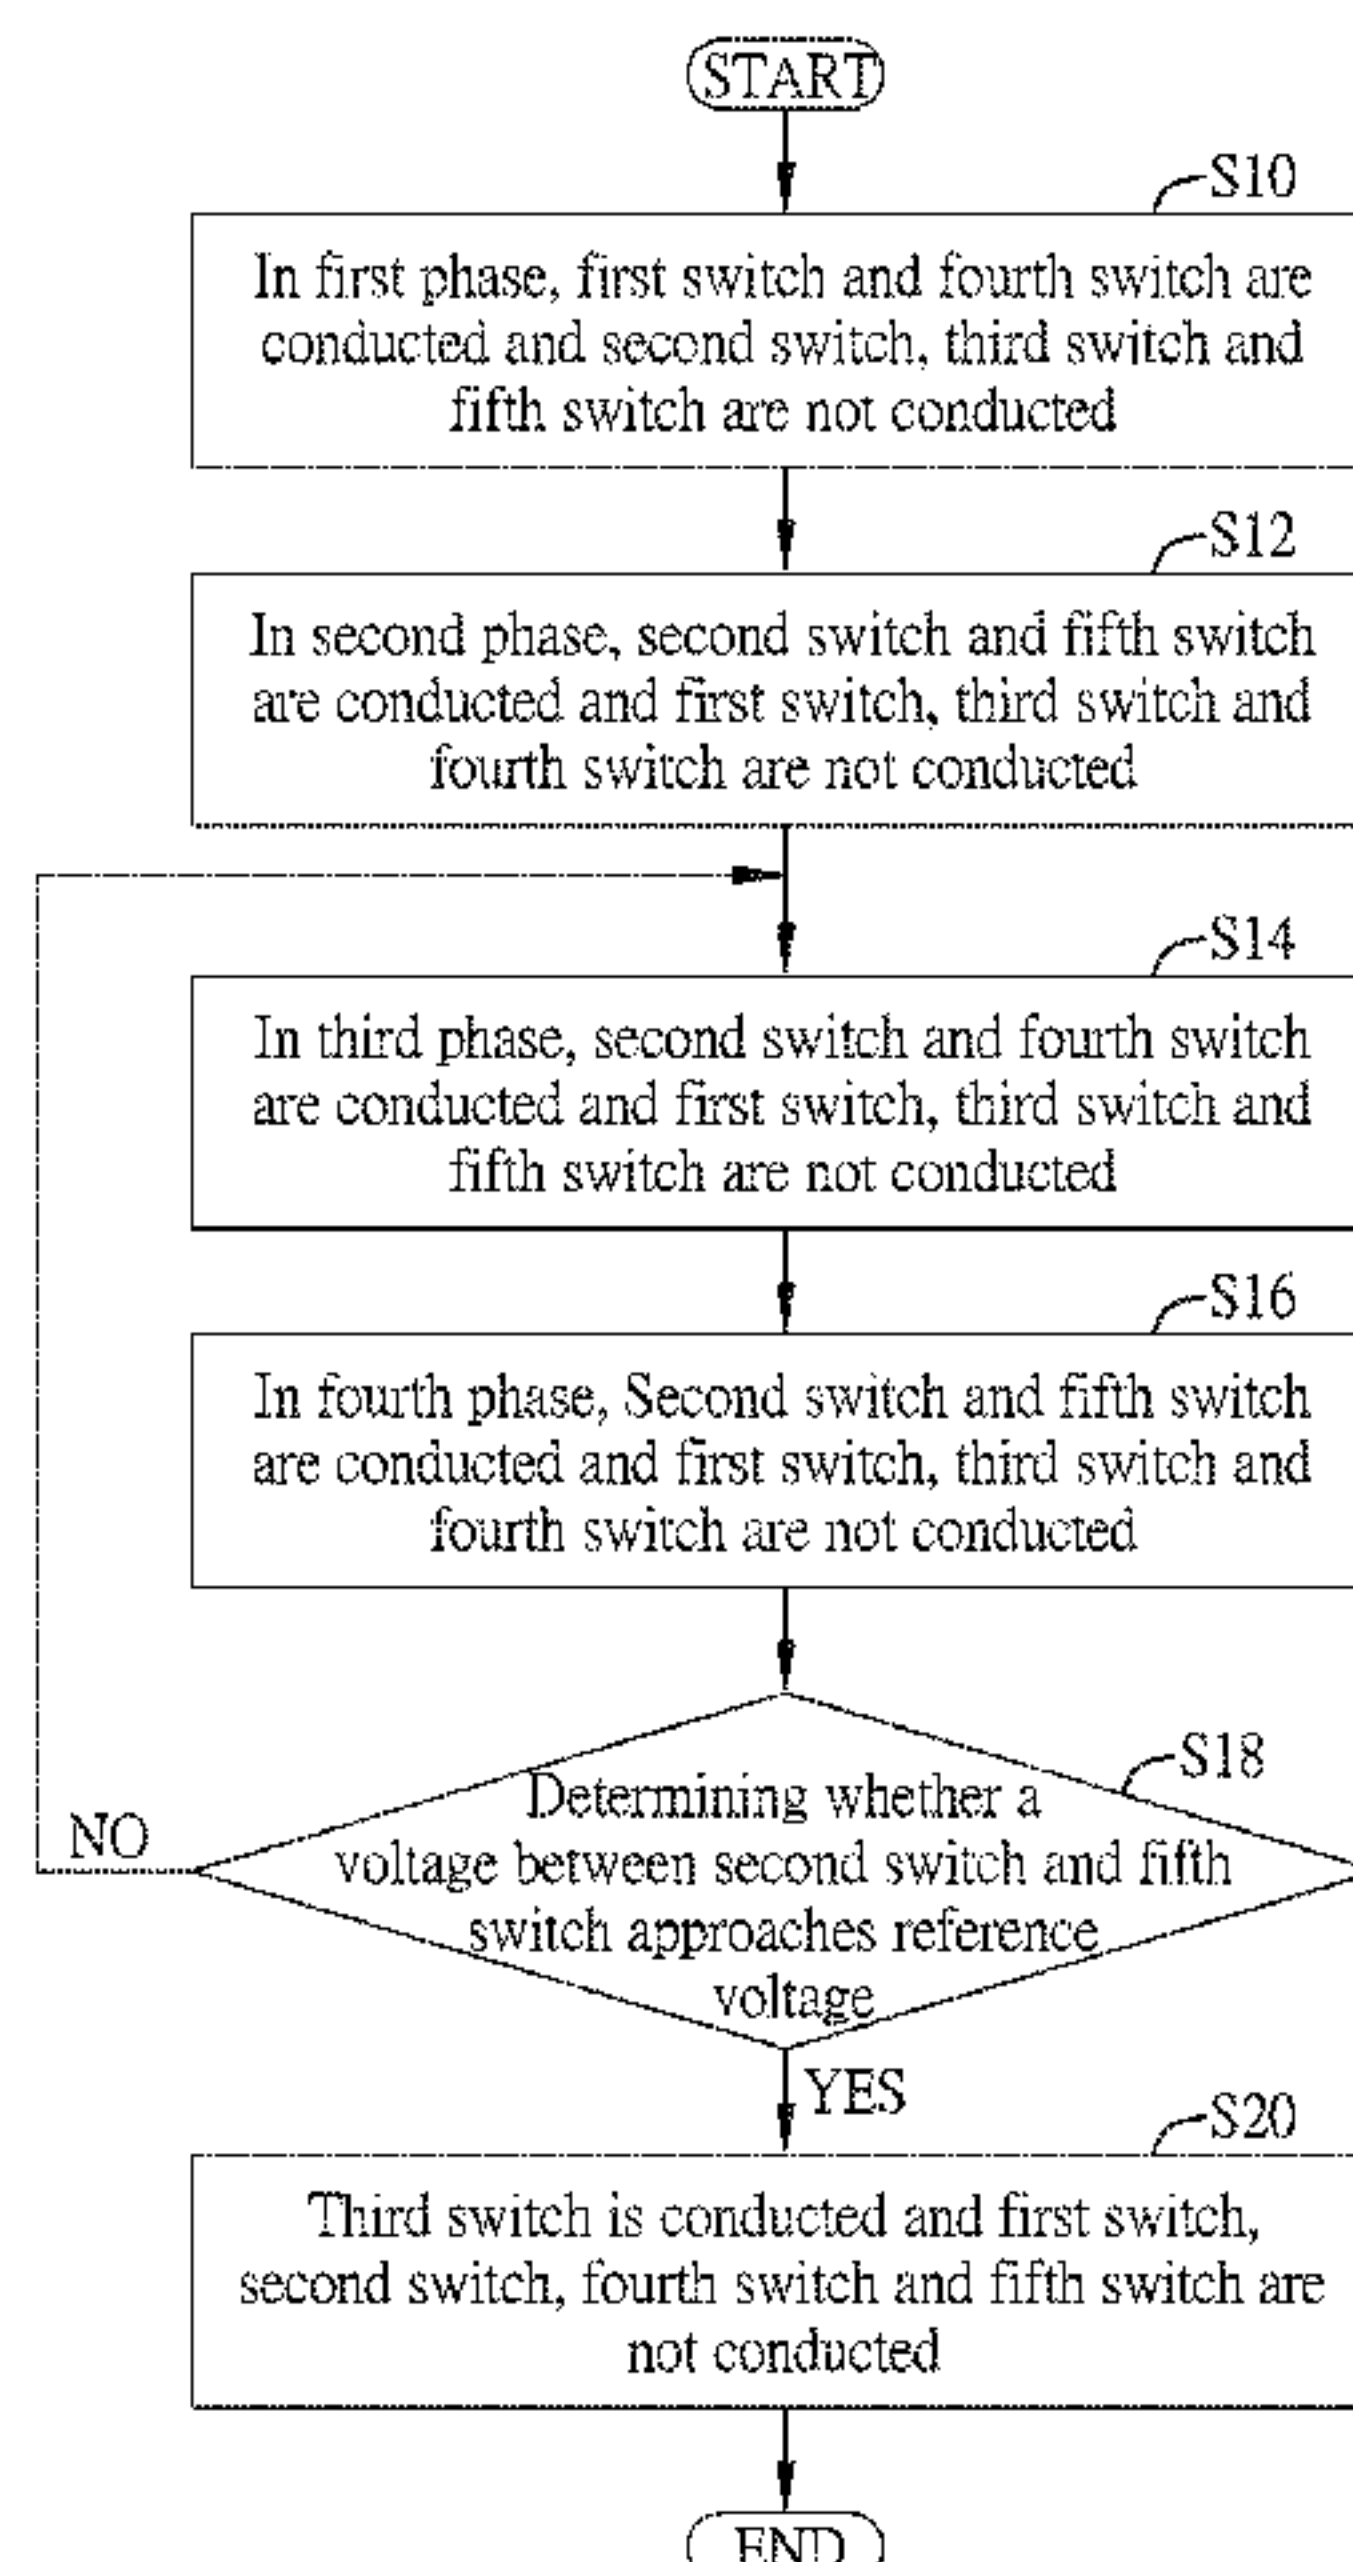 START
S10
In first phase, first switch and fourth switch are
conducted and second switch, third switch and
fifth switch are not conducted
S12
In second phase, second switch and fifth switch
are conducted and first switch, third switch and
fourth switch are not conducted
S14
In third phase, second switch and fourth switch
are conducted and first switch, third switch and
fifth switch are not conducted
S16
In fourth phase, Second switch and fifth switch
are conducted and first switch, third switch and
fourth switch are not conducted
S18
Determining whether a
voltage between second switch and fifth
switch approaches reference
voltage
NO
YES
S20
Third switch is conducted and first switch,
second switch, fourth switch and fifth switch are
not conducted
END